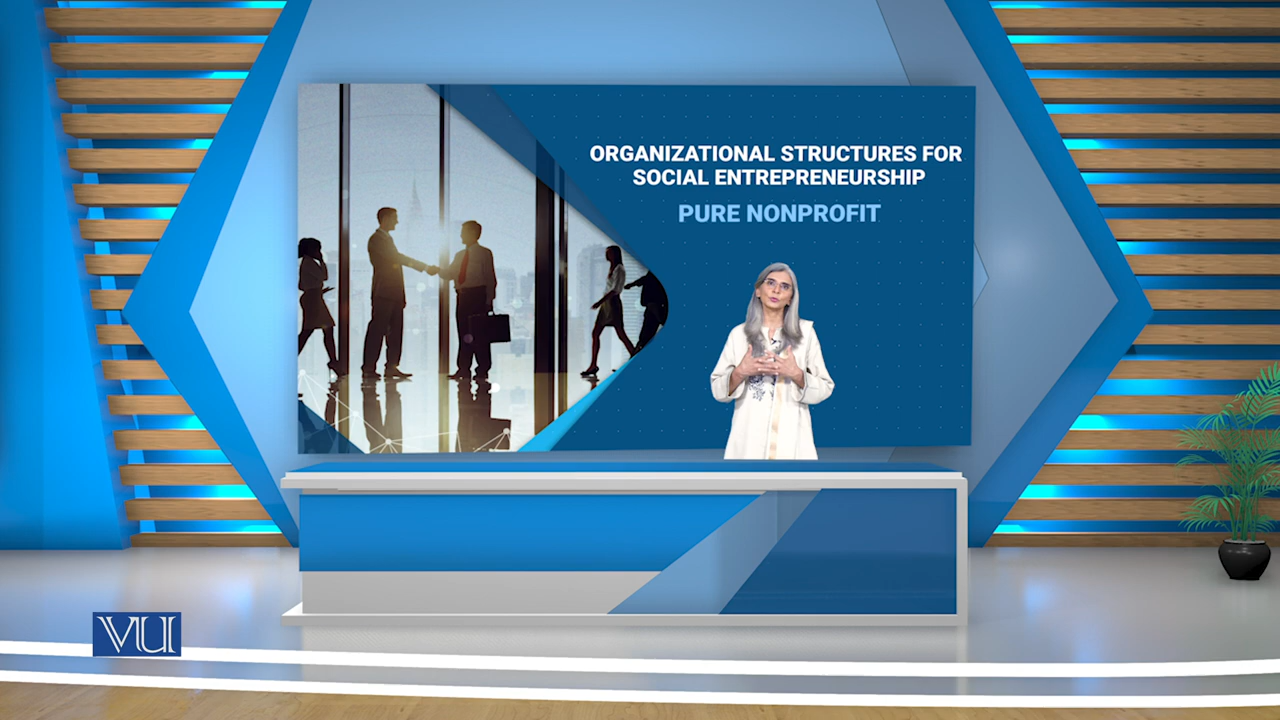 ORGANIZATIONAL STRUCTURES FOR
SOCIAL ENTREPRENEURSHIP
PURE NONPROFIT
VU